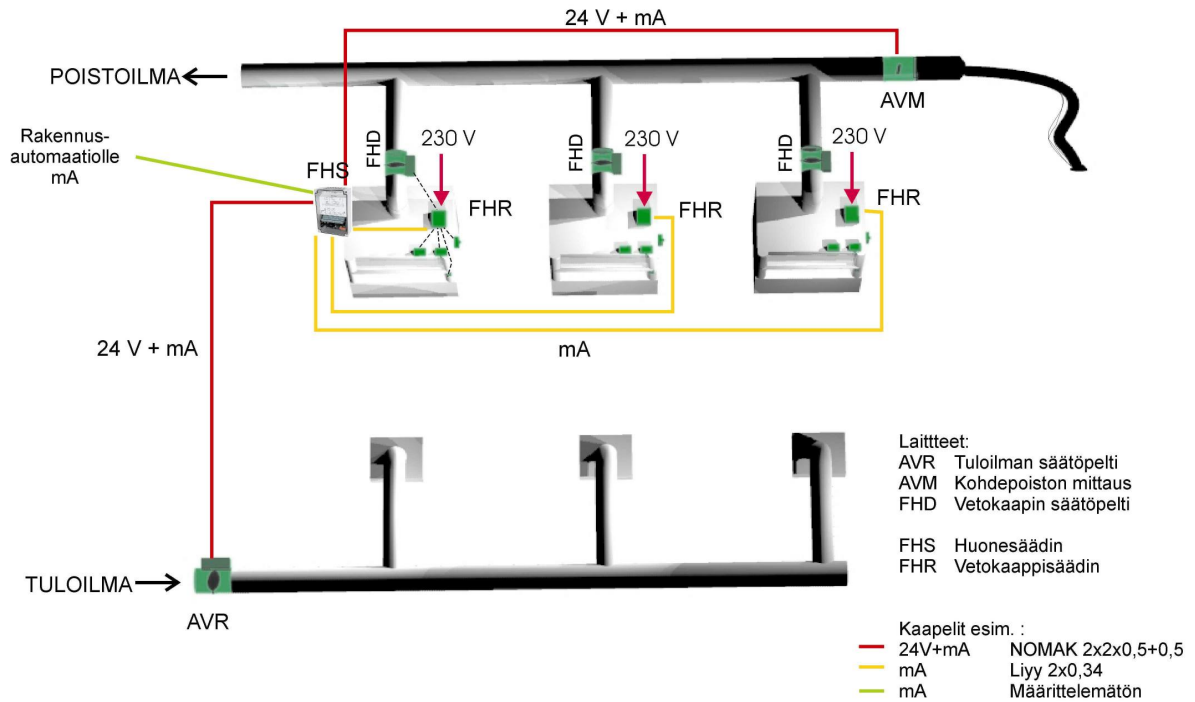 24 V + mA
POISTOILMA
AVM
Rakennus-
automaatiolle
mA
FHS
FHD
230 V
FHR
FHD
230 V
FHR
FHD
230 V
FHR
24 V + mA
mA
Laittteet:
AVR Tuloilman säätöpelti
AVM Kohdepoiston mittaus
FHD Vetokaapin säätöpelti
FHS Huonesäädin
FHR Vetokaappisäädin
TULOILMA
AVR
Kaapelit esim. :
24V+mA NOMAK 2x2x0,5+0,5
mA Liyy 2x0,34
mA Määrittelemätön